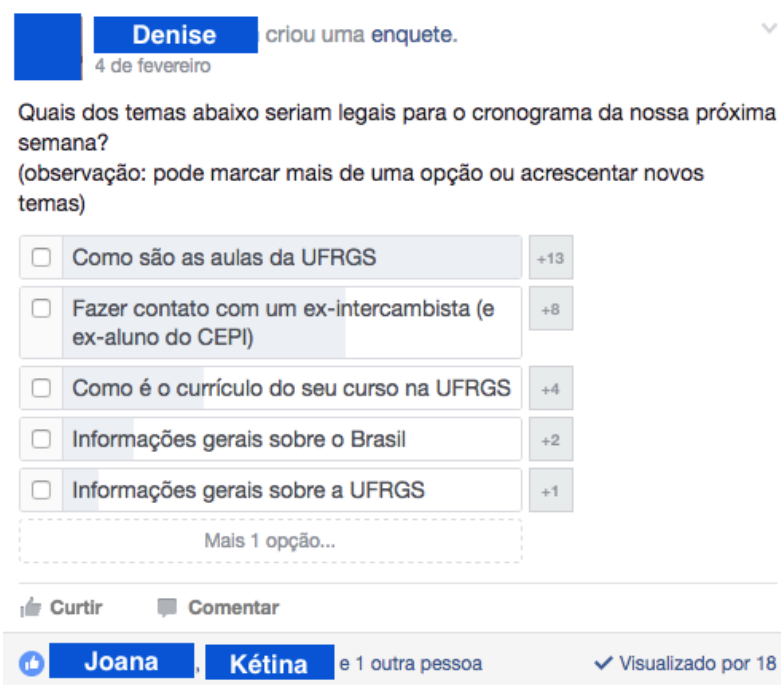 Denise criou uma enquete.
4 de fevereiro
Quais dos temas abaixo seriam legais para o cronograma da nossa próxima
semana?
(observação: pode marcar mais de uma opção ou acrescentar novos
temas)
Como são as aulas da UFRGS +13
Fazer contato com um ex-intercambista (e +8
ex-aluno do CEPI)
Como é o currículo do seu curso na UFRGS +4
Informações gerais sobre o Brasil +2
Informações gerais sobre a UFRGS +1
Mais 1 opção...
Curtir Comentar
Joana, Kétina e 1 outra pessoa Visualizado por 18